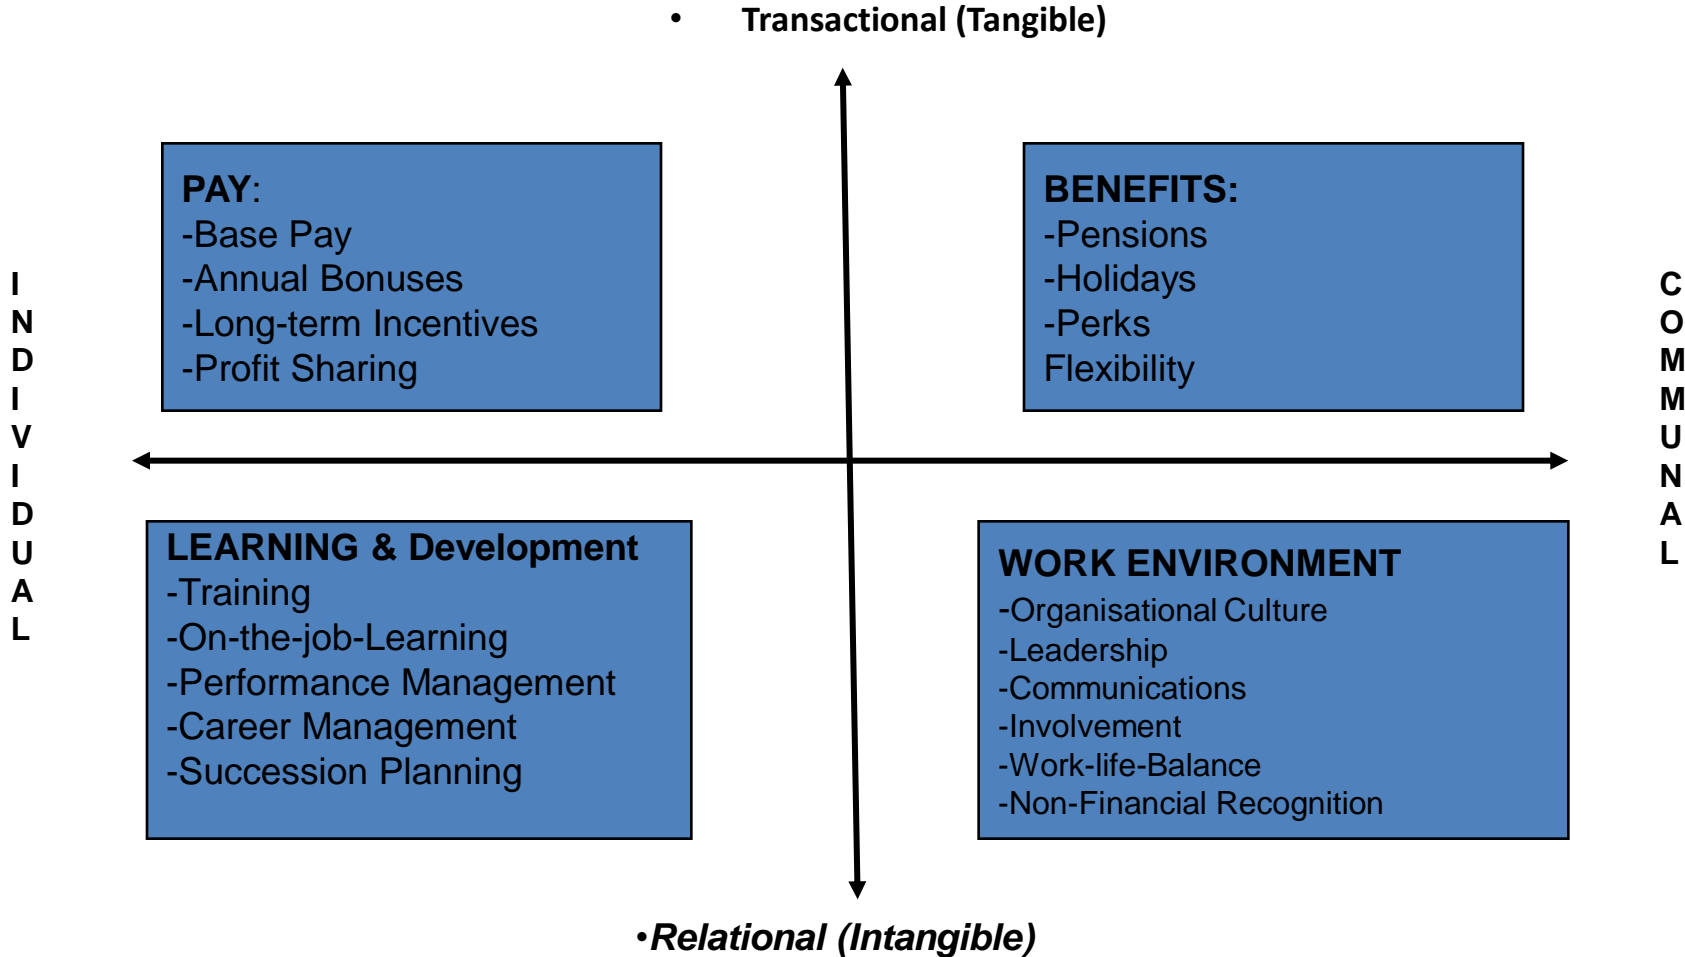 • Transactional (Tangible)
PAY:
-Base Pay
-Annual Bonuses
-Long-term Incentives
-Profit Sharing
BENEFITS:
-Pensions
-Holidays
-Perks
Flexibility
INDIVIDUAL
COMMUNAL
LEARNING & Development
-Training
-On-the-job-Learning
-Performance Management
-Career Management
-Succession Planning
WORK ENVIRONMENT
-Organisational Culture
-Leadership
-Communications
-Involvement
-Work-life-Balance
-Non-Financial Recognition
•Relational (Intangible)